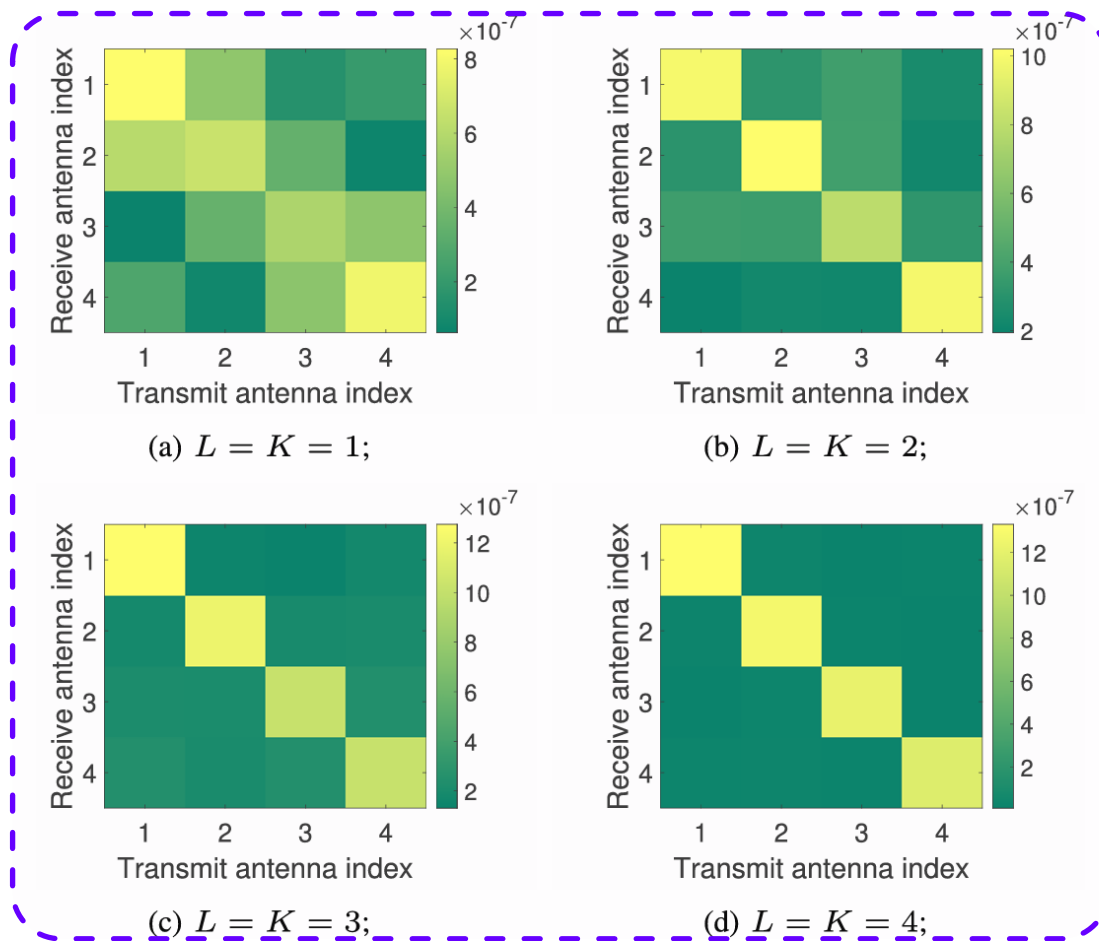 ×10-7
Receive antenna index
1
2
3
4
1 2 3 4
Transmit antenna index
8
6
4
2
(a) L = K = 1;
×10-7
Receive antenna index
1
2
3
4
1 2 3 4
Transmit antenna index
10
8
6
4
2
(b) L = K = 2;
×10-7
Receive antenna index
1
2
3
4
1 2 3 4
Transmit antenna index
12
10
8
6
4
2
(c) L = K = 3;
×10-7
Receive antenna index
1
2
3
4
1 2 3 4
Transmit antenna index
12
10
8
6
4
2
(d) L = K = 4;